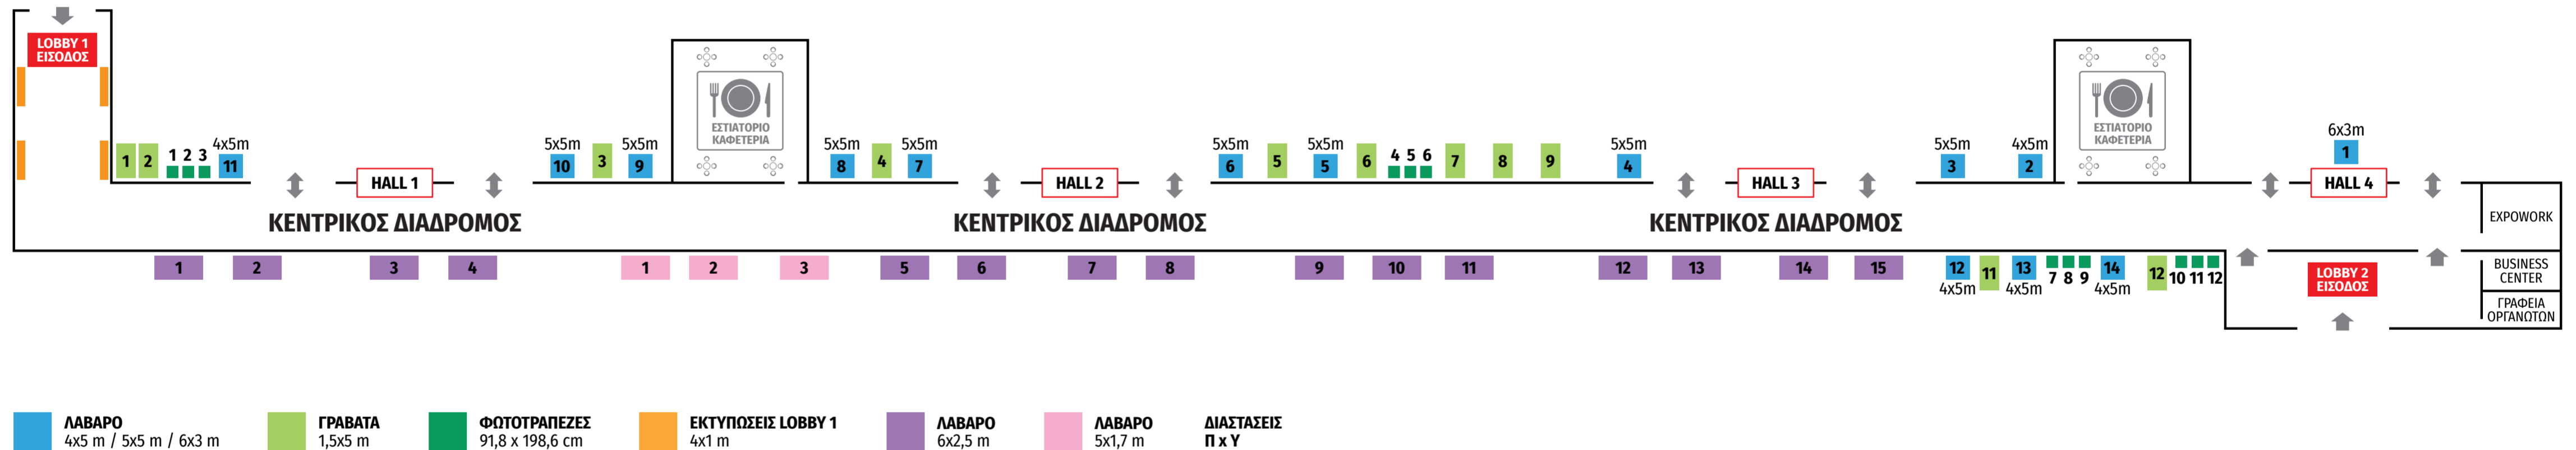 LOBBY 1
ΕΙΣΟΔΟΣ
1 2
1 2 3
4x5m
11
HALL 1
5x5m
10
3
5x5m
9
ΕΣΤΙΑΤΟΡΙΟ
ΚΑΦΕΤΕΡΙΑ
5x5m
8
4
5x5m
7
HALL 2
5x5m
6
5
5x5m
5
6
4 5 6
7
8
9
5x5m
4
HALL 3
5x5m
3
4x5m
2
ΕΣΤΙΑΤΟΡΙΟ
ΚΑΦΕΤΕΡΙΑ
6x3m
1
HALL 4
ΚΕΝΤΡΙΚΟΣ ΔΙΑΔΡΟΜΟΣ
ΚΕΝΤΡΙΚΟΣ ΔΙΑΔΡΟΜΟΣ
ΚΕΝΤΡΙΚΟΣ ΔΙΑΔΡΟΜΟΣ
EXPOWORK
1
2
3
4
1
2
3
5
6
7
8
9
10
11
12
13
14
15
12
4x5m
11
13
4x5m
7 8 9
14
4x5m
12
10 11 12
LOBBY 2
ΕΙΣΟΔΟΣ
BUSINESS
CENTER
ΓΡΑΦΕΙΑ
ΟΡΓΑΝΩΤΩΝ
ΛΑΒΑΡΟ
4x5 m / 5x5 m / 6x3 m
ΓΡΑΒΑΤΑ
1,5x5 m
ΦΩΤΟΤΡΑΠΕΖΕΣ
91,8 x 198,6 cm
ΕΚΤΥΠΩΣΕΙΣ LOBBY 1
4x1 m
ΛΑΒΑΡΟ
6x2,5 m
ΛΑΒΑΡΟ
5x1,7 m
ΔΙΑΣΤΑΣΕΙΣ
Π x Υ